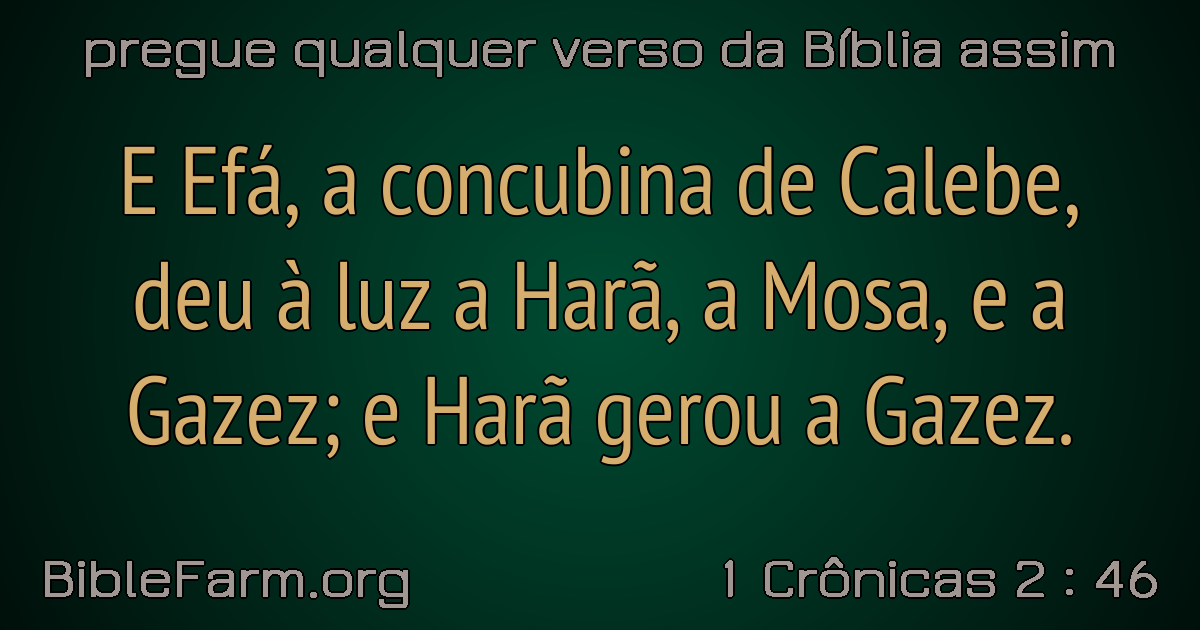 pregue qualquer verso da Bíblia assim
E Efá, a concubina de Calebe,
deu à luz a Harã, a Mosa, e a
Gazez; e Harã gerou a Gazez.
BibleFarm.org
1 Crônicas 2 : 46